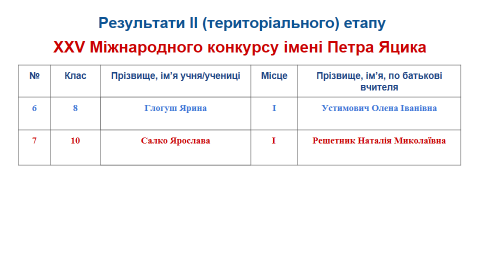 Результати ІІ (територіального) етапу
XXV Міжнародного конкурсу імені Петра Яцика
№ Клас Прізвище, ім'я учня/учениці Місце Прізвище, ім'я, по батькові вчителя
6 8 Глогуш Ярина І Устимович Олена Іванівна
7 10 Салко Ярослава І Решетник Наталія Миколаївна